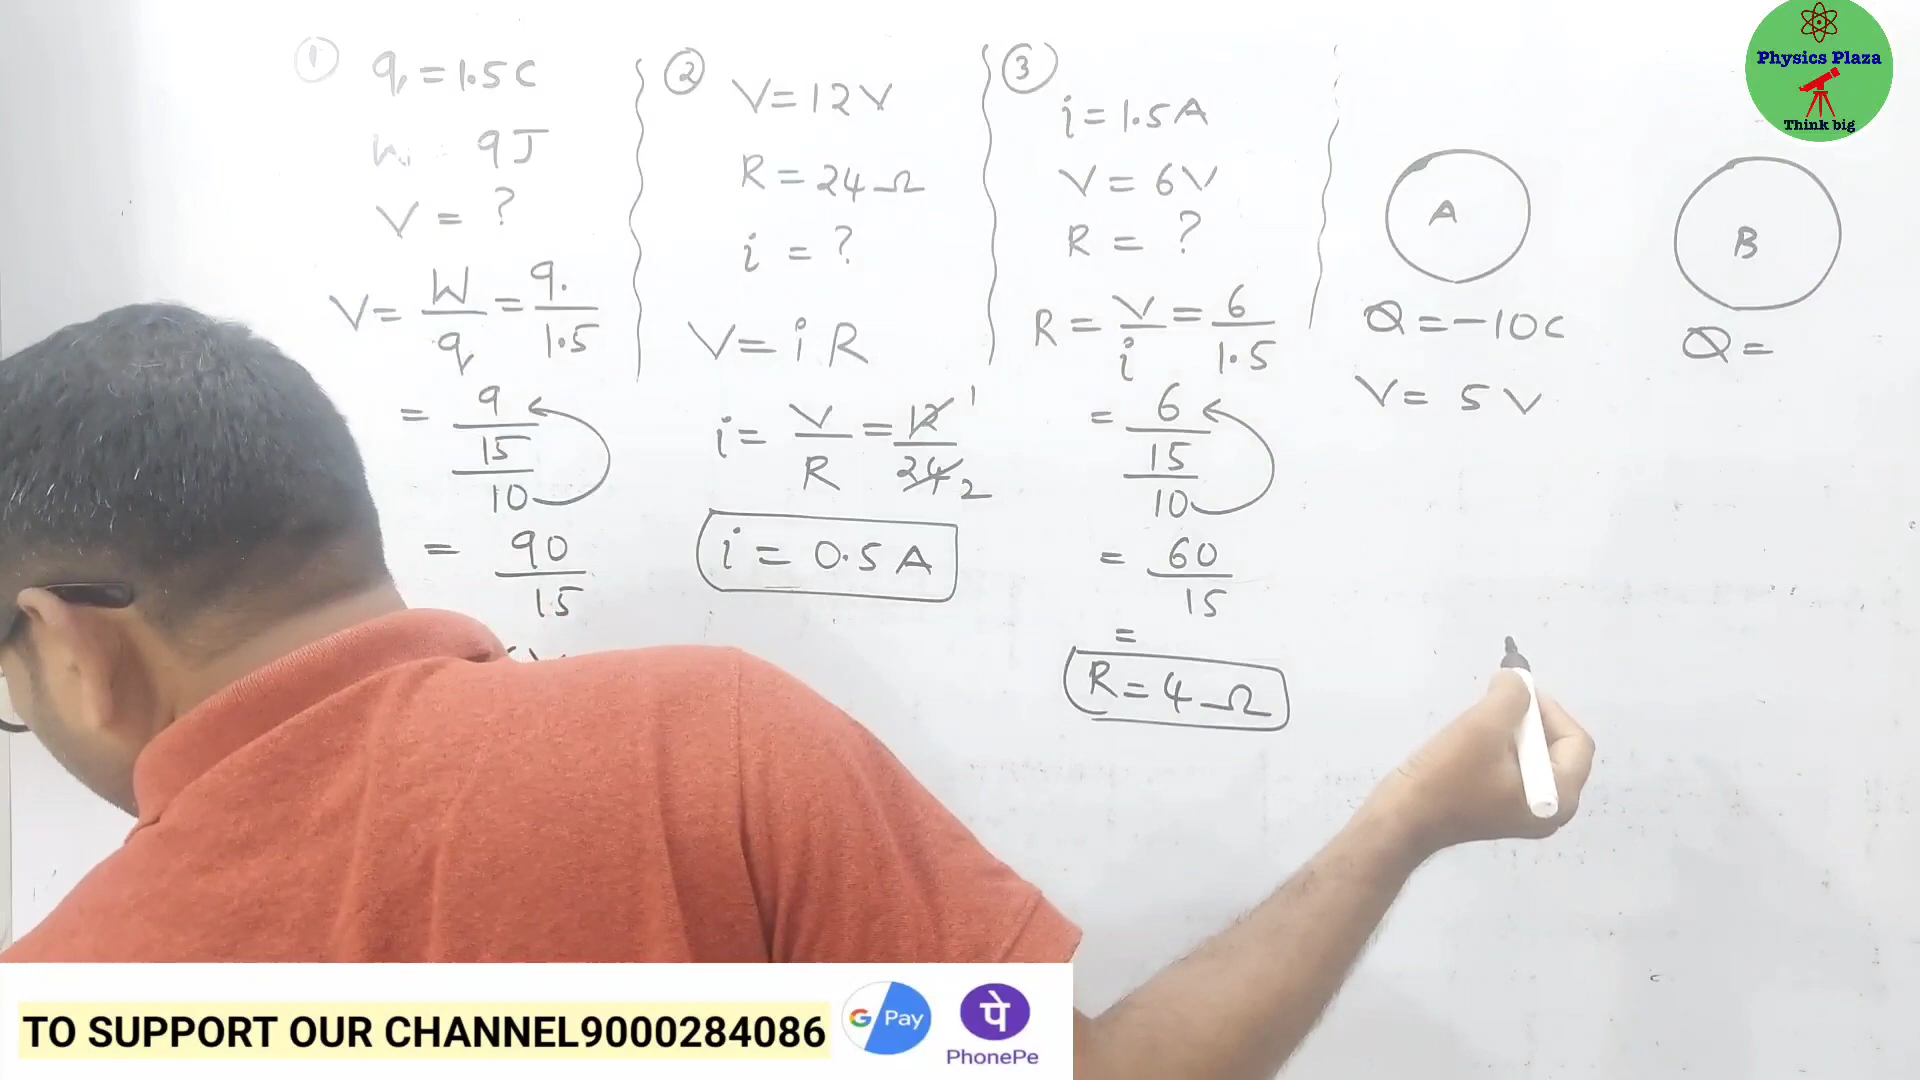 ① q = 1.5C
9J
V = ?
V = W/q = 9/1.5
= 9/15/10
= 90/15
② V = 12V
R = 24Ω
i = ?
V = iR
i = V/R = 12/24 1 2
i = 0.5A
③ i = 1.5A
V = 6V
R = ?
R = V/i = 6/1.5
= 6/15/10
= 60/15
=
R = 4Ω
A
Q = -10C
V = 5V
B
Q =
Physics Plaza
Think big
TO SUPPORT OUR CHANNEL9000284086
G Pay
पे
PhonePe